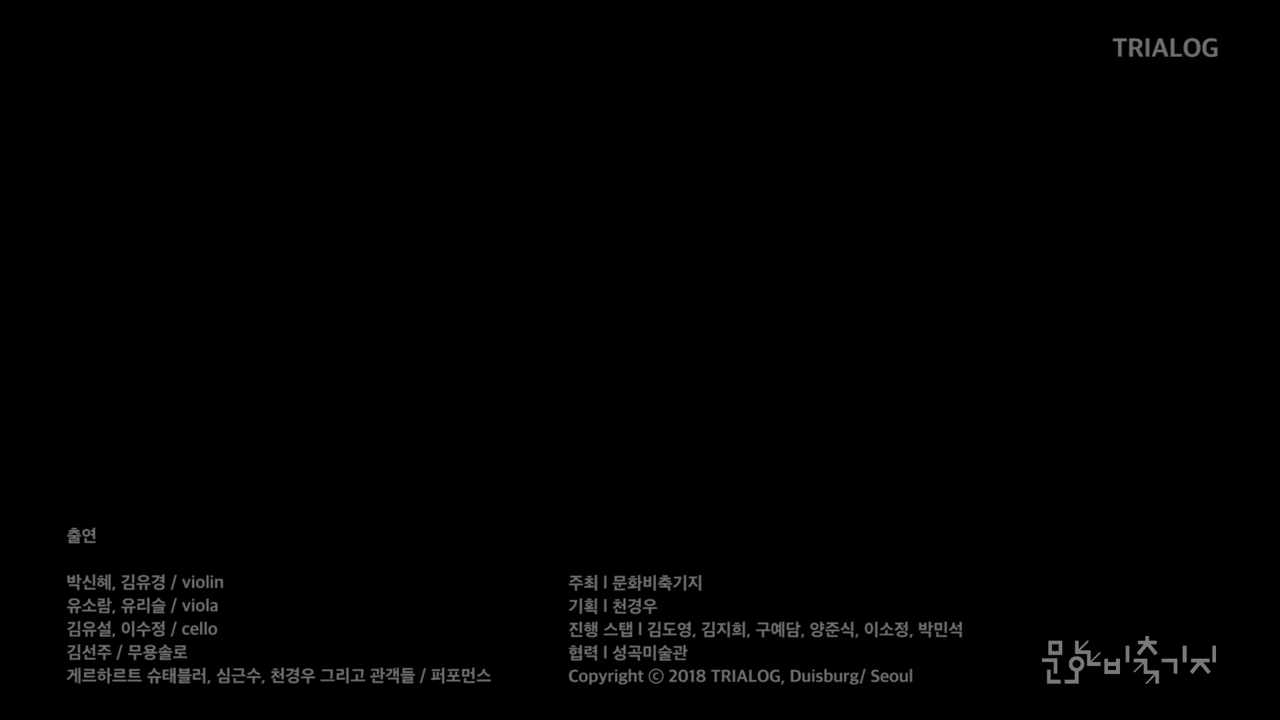 TRIALOG
출연
박신혜, 김유경 / violin
유소람, 유리슬 / viola
김유설, 이수정 / cello
김선주 / 무용솔로
게르하르트 슈태블러, 심근수, 천경우 그리고 관객들 / 퍼포먼스
주최 l 문화비축기지
기획 l 천경우
진행 스탭 l 김도영, 김지희, 구예담, 양준식, 이소정, 박민석
협력 l 성곡미술관
Copyright ⓒ 2018 TRIALOG, Duisburg/ Seoul
문화비축기지